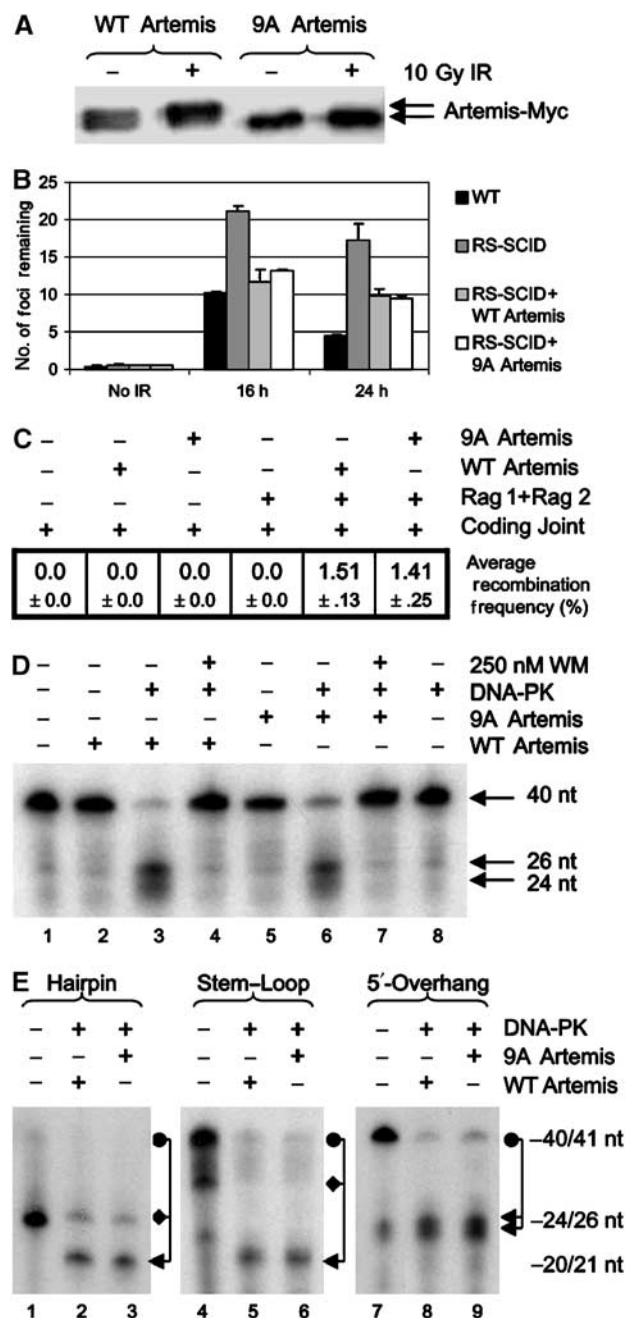 A
WT Artemis 9A Artemis
– + – + 10 Gy IR
Artemis-Myc
B
25
20
15
10
5
0
No. of foci remaining
No IR 16 h 24 h
WT
RS-SCID
RS-SCID+
WT Artemis
RS-SCID+
9A Artemis
C
– – + – – + 9A Artemis
– + – – + – WT Artemis
– – – + + + Rag 1+Rag 2
+ + + + + + Coding Joint
0.0 0.0 0.0 0.0 1.51 1.41
± 0.0 ± 0.0 ± 0.0 ± 0.0 ± .13 ± .25
Average
recombination
frequency (%)
D
– – – + – – + – 250 nM WM
– – + + – + + + DNA-PK
– – – – + + + – 9A Artemis
– + + + – – – – WT Artemis
40 nt
26 nt
24 nt
1 2 3 4 5 6 7 8
E
Hairpin Stem–Loop 5′-Overhang
– + + – + + – + + DNA-PK
– – + – – + – – + 9A Artemis
– + – – + – – + – WT Artemis
–40/41 nt
–24/26 nt
–20/21 nt
1 2 3 4 5 6 7 8 9